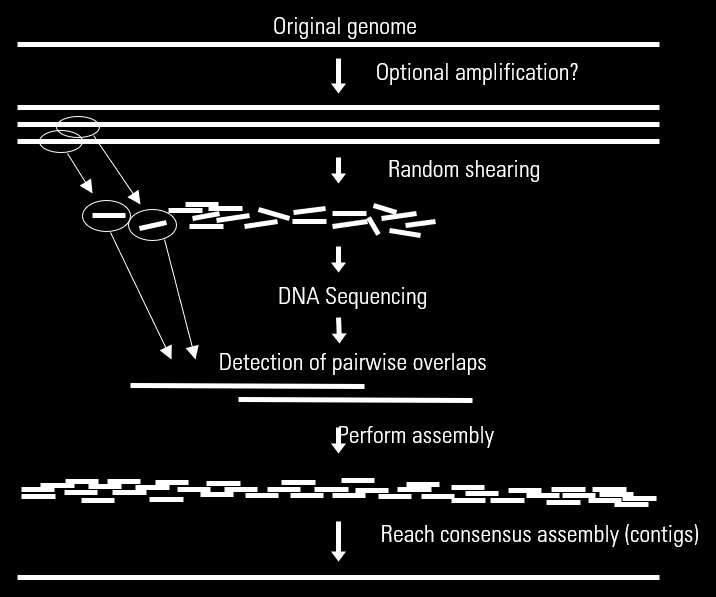 Original genome
Optional amplification?
Random shearing
DNA Sequencing
Detection of pairwise overlaps
Perform assembly
Reach consensus assembly (contigs)